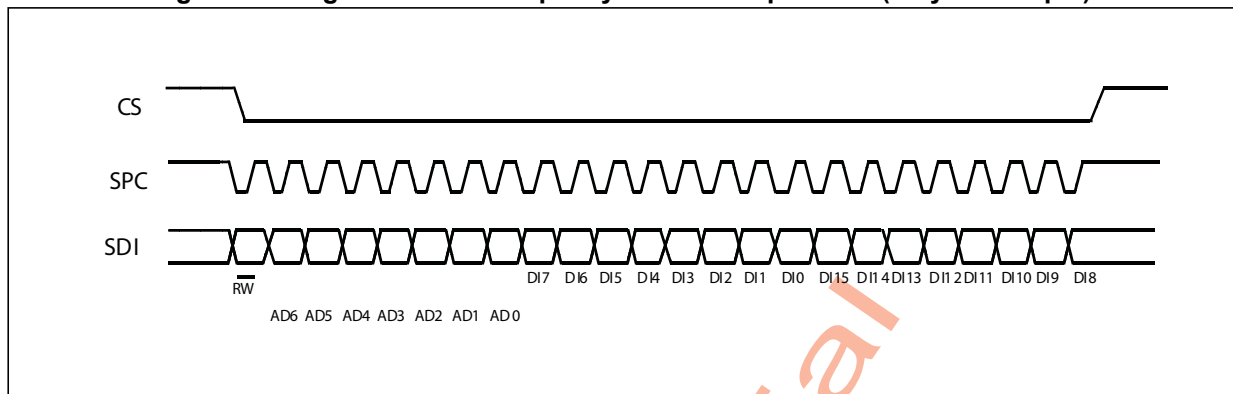 CS
SPC
SDI
RW DI7 DI6 DI5 DI4 DI3 DI2 DI1 DI0 DI15 DI14 DI13 DI12 DI11 DI10 DI9 DI8
AD6 AD5 AD4 AD3 AD2 AD1 AD0